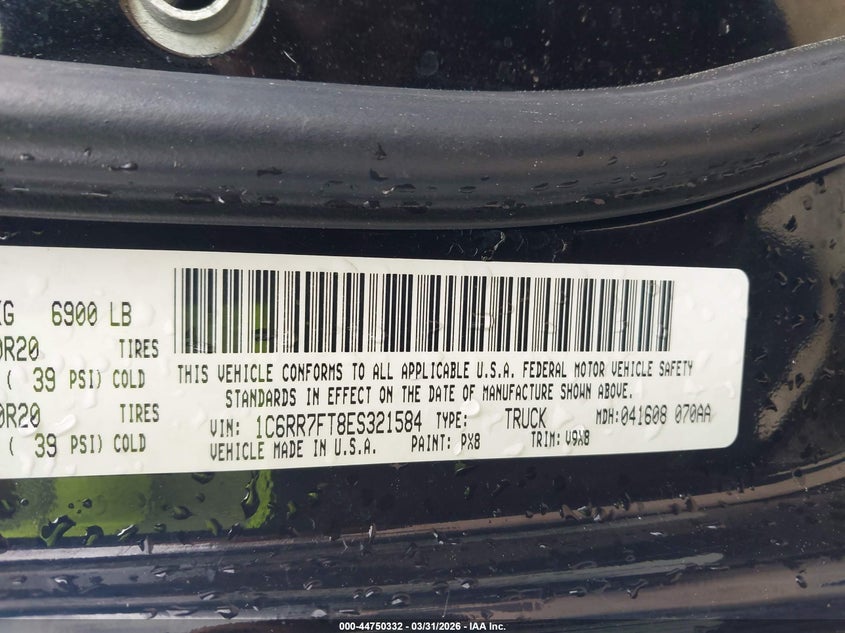 KG 6900 LB
0R20 TIRES
( 39 PSI) COLD
0R20 TIRES
( 39 PSI) COLD
THIS VEHICLE CONFORMS TO ALL APPLICABLE U.S.A. FEDERAL MOTOR VEHICLE SAFETY
STANDARDS IN EFFECT ON THE DATE OF MANUFACTURE SHOWN ABOVE.
VIN: 1C6RR7FT8ES321584 TYPE: TRUCK MDH:041608 070AA
VEHICLE MADE IN U.S.A. PAINT: PX8 TRIM: V9X8
000-44750332 - 03/31/2026 - IAA Inc.